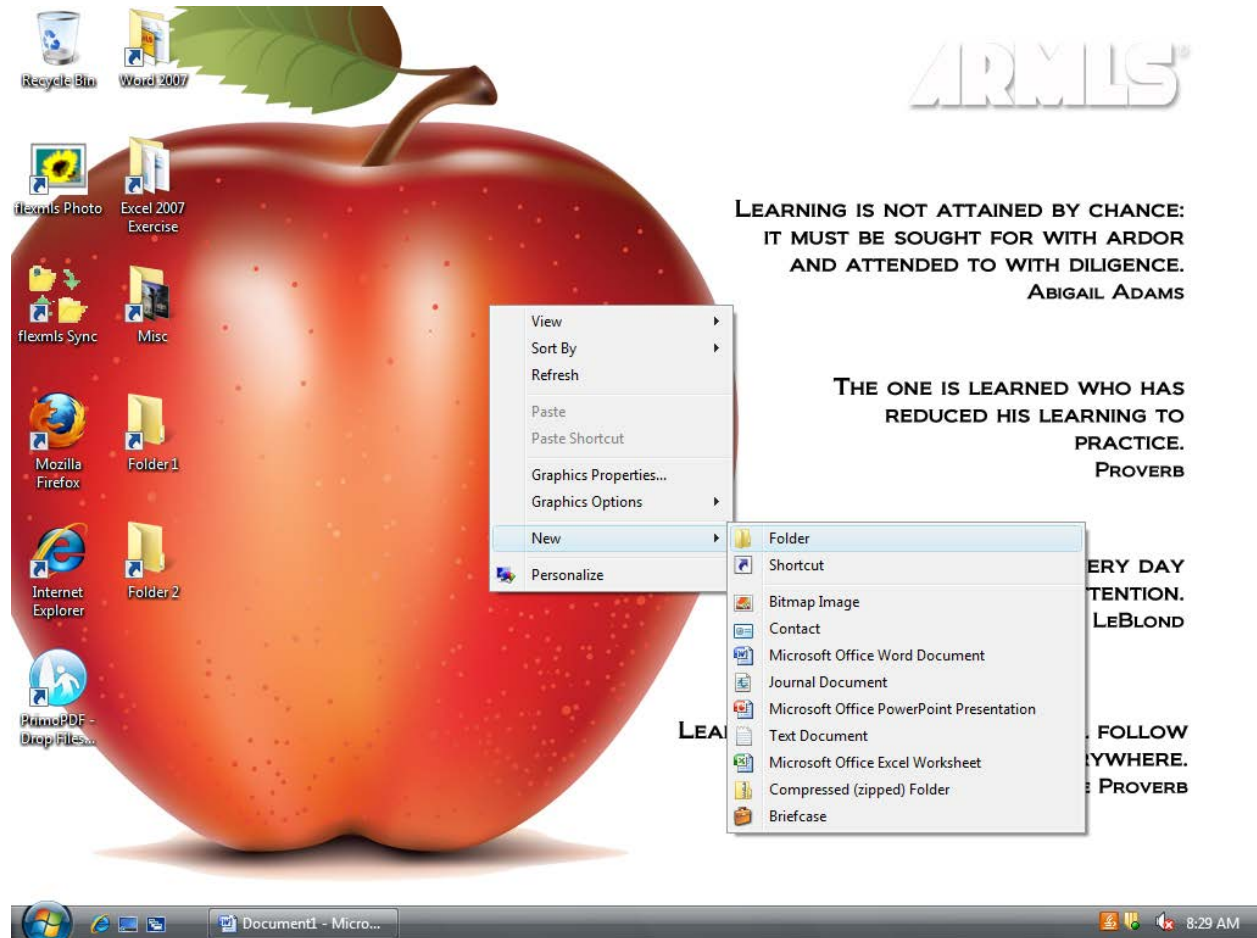 Recycle Bin
Word 2007
ARMLS®
flexmls Photo
Excel 2007
Exercise
LEARNING IS NOT ATTAINED BY CHANCE:
IT MUST BE SOUGHT FOR WITH ARDOR
AND ATTENDED TO WITH DILIGENCE.
ABIGAIL ADAMS
flexmls Sync
Misc
THE ONE IS LEARNED WHO HAS
REDUCED HIS LEARNING TO
PRACTICE.
PROVERB
Mozilla
Firefox
Folder 1
Internet
Explorer
Folder 2
PrimoPDF -
Drop Files...
View
Sort By
Refresh
Paste
Paste Shortcut
Graphics Properties...
Graphics Options
New
Personalize
Folder
Shortcut
Bitmap Image
Contact
Microsoft Office Word Document
Journal Document
Microsoft Office PowerPoint Presentation
Text Document
Microsoft Office Excel Worksheet
Compressed (zipped) Folder
Briefcase
DAY
LEBLOND
FOLLOW
PROVERB
Document1 - Micro...
8:29 AM